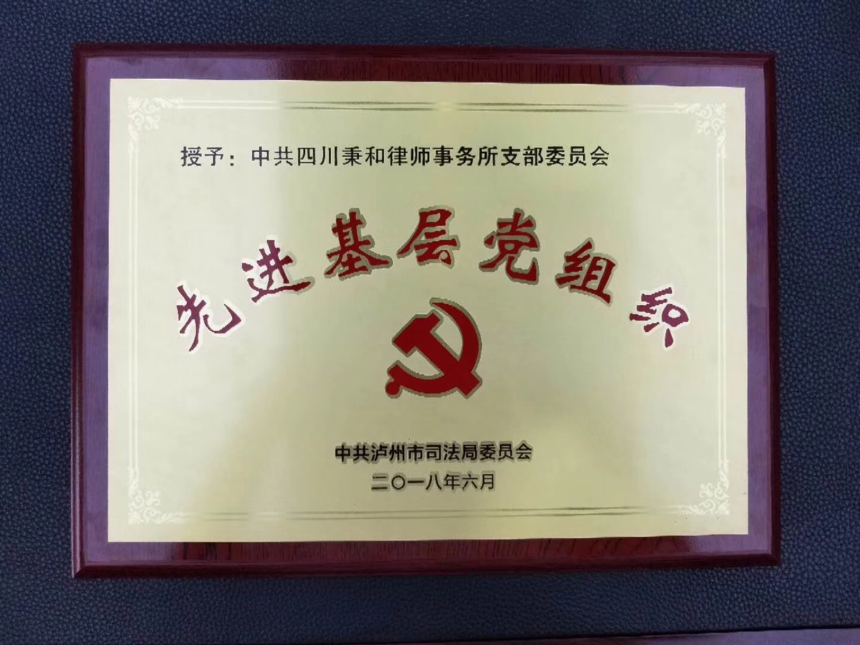 授予：中共四川秉和律师事务所支部委员会
先进基层党组织
中共泸州市司法局委员会
二〇一八年六月